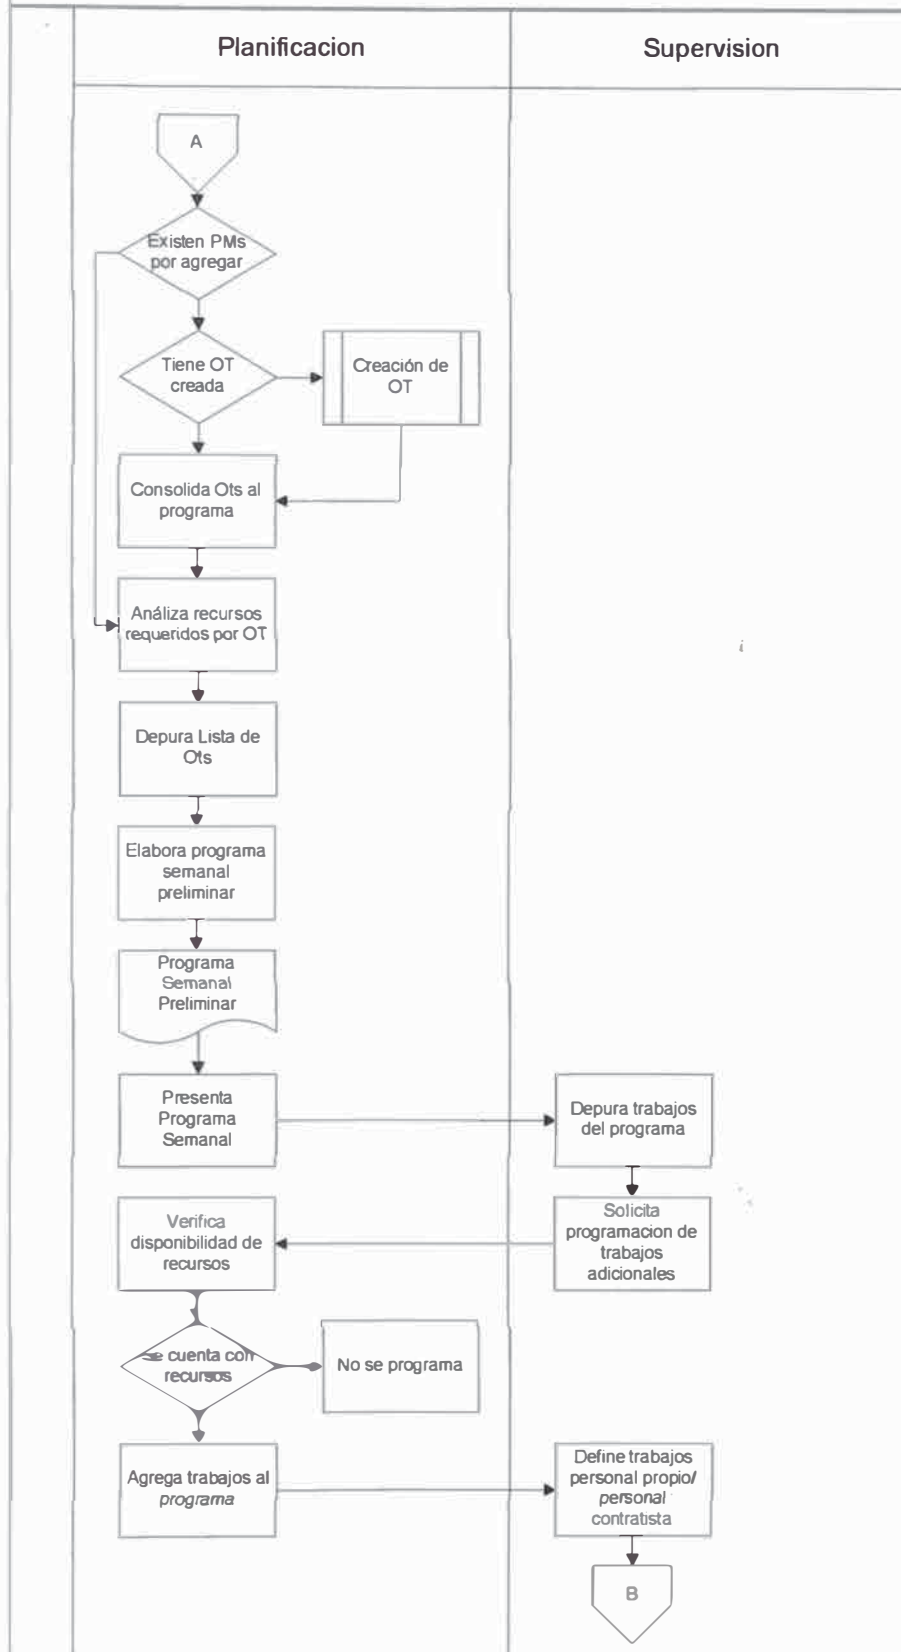 Planificacion
Supervision
A
Existen PMs
por agregar
Tiene OT
creada
Creación de
OT
Consolida Ots al
programa
Análiza recursos
requeridos por OT
Depura Lista de
Ots
Elabora programa
semanal
preliminar
Programa
Semanal
Preliminar
Presenta
Programa
Semanal
Depura trabajos
del programa
Verifica
disponibilidad de
recursos
Solicita
programacion de
trabajos
adicionales
Se cuenta con
recursos
No se programa
Agrega trabajos al
programa
Define trabajos
personal propio/
personal
contratista
B